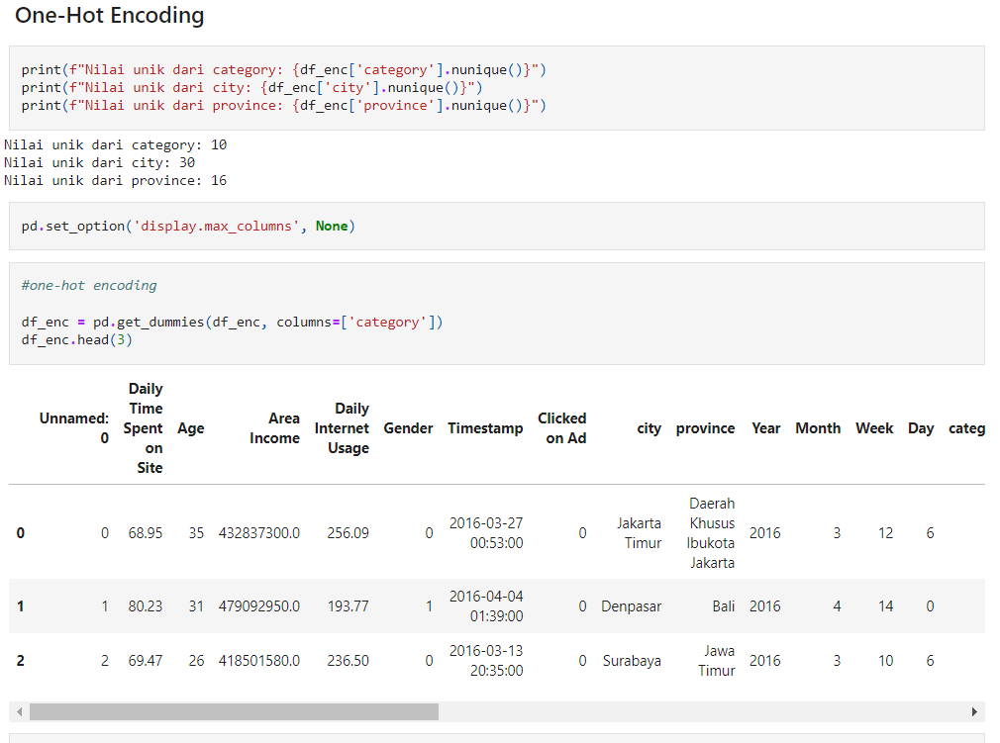 One-Hot Encoding
print(f"Nilai unik dari category: {df_enc['category'].nunique()}")
print(f"Nilai unik dari city: {df_enc['city'].nunique()}")
print(f"Nilai unik dari province: {df_enc['province'].nunique()}")
Nilai unik dari category: 10
Nilai unik dari city: 30
Nilai unik dari province: 16
pd.set_option('display.max_columns', None)
#one-hot encoding
df_enc = pd.get_dummies(df_enc, columns=['category'])
df_enc.head(3)
Unnamed: 0 Daily Time Spent on Site Age Area Income Daily Internet Usage Gender Timestamp Clicked on Ad city province Year Month Week Day categ
0 0 68.95 35 432837300.0 256.09 0 2016-03-27 00:53:00 0 Jakarta Timur Daerah Khusus Ibukota Jakarta 2016 3 12 6
1 1 80.23 31 479092950.0 193.77 1 2016-04-04 01:39:00 0 Denpasar Bali 2016 4 14 0
2 2 69.47 26 418501580.0 236.50 0 2016-03-13 20:35:00 0 Surabaya Jawa Timur 2016 3 10 6